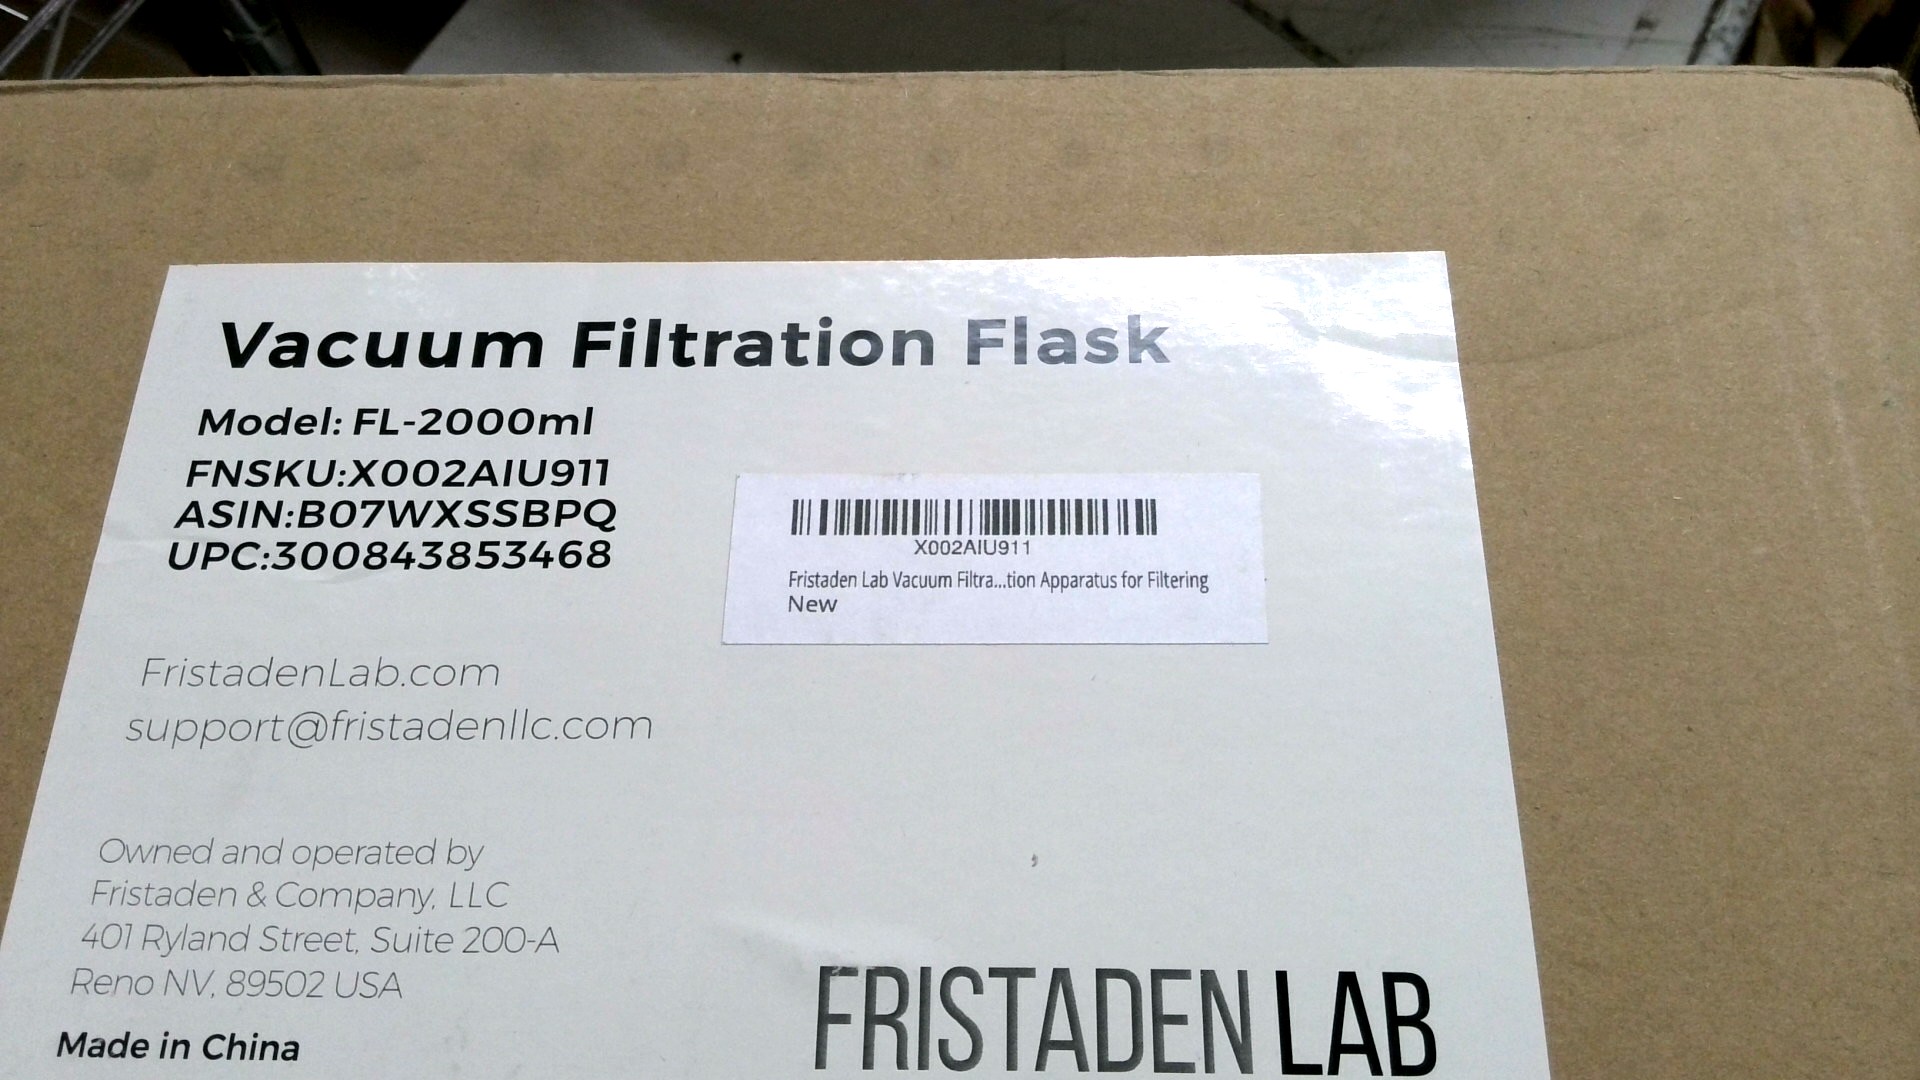 Vacuum Filtration Flask
Model: FL-2000ml
FNSKU:X002AIU911
ASIN:B07WXSSBPQ
UPC:300843853468
X002AIU911
Fristaden Lab Vacuum Filtra...tion Apparatus for Filtering
New
FristadenLab.com
support@fristadenllc.com
Owned and operated by
Fristaden & Company, LLC
401 Ryland Street, Suite 200-A
Reno NV, 89502 USA
Made in China
FRISTADEN LAB